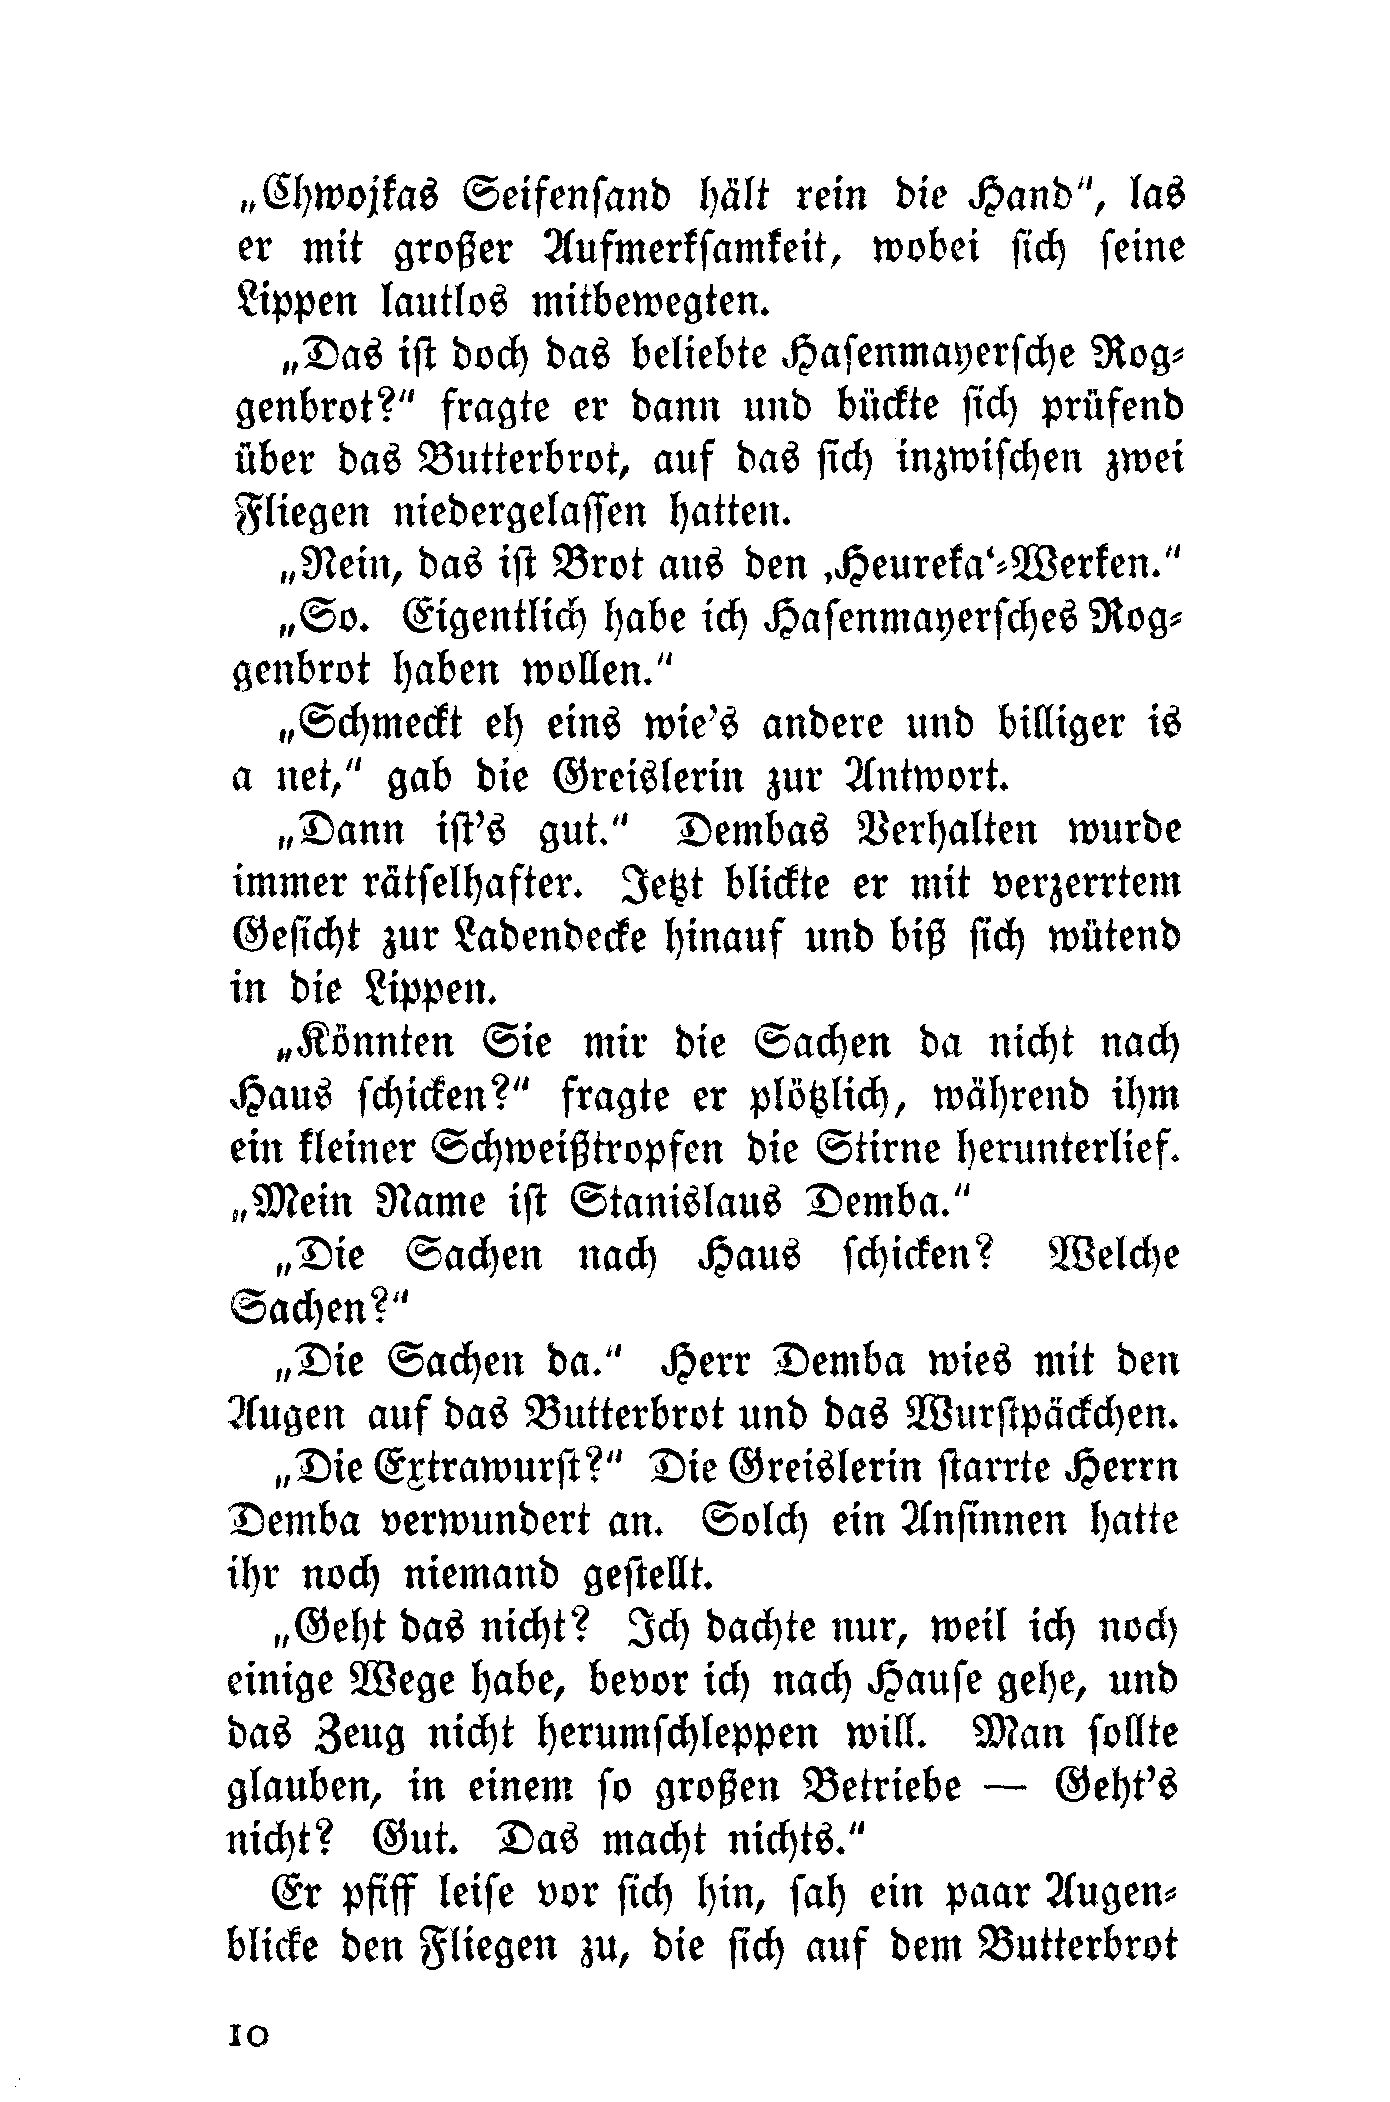 „Chwojkas Seifensand hält rein die Hand“, las
er mit großer Aufmerksamkeit, wobei sich seine
Lippen lautlos mitbewegten.
„Das ist doch das beliebte Hasenmayersche Rog-
genbrot?“ fragte er dann und bückte sich prüfend
über das Butterbrot, auf das sich inzwischen zwei
Fliegen niedergelassen hatten.
„Nein, das ist Brot aus den ‚Heureka‘-Werken.“
„So. Eigentlich habe ich Hasenmayersches Rog-
genbrot haben wollen.“
„Schmeckt eh eins wie’s andere und billiger is
a net,“ gab die Greislerin zur Antwort.
„Dann ist’s gut.“ Dembas Verhalten wurde
immer rätselhafter. Jetzt blickte er mit verzerrtem
Gesicht zur Ladendecke hinauf und biß sich wütend
in die Lippen.
„Könnten Sie mir die Sachen da nicht nach
Haus schicken?“ fragte er plötzlich, während ihm
ein kleiner Schweißtropfen die Stirne herunterlief.
„Mein Name ist Stanislaus Demba.“
„Die Sachen nach Haus schicken? Welche
Sachen?“
„Die Sachen da.“ Herr Demba wies mit den
Augen auf das Butterbrot und das Wurstpäckchen.
„Die Extrawurst?“ Die Greislerin starrte Herrn
Demba verwundert an. Solch ein Ansinnen hatte
ihr noch niemand gestellt.
„Geht das nicht? Ich dachte nur, weil ich noch
einige Wege habe, bevor ich nach Hause gehe, und
das Zeug nicht herumschleppen will. Man sollte
glauben, in einem so großen Betriebe — Geht’s
nicht? Gut. Das macht nichts.“
Er pfiff leise vor sich hin, sah ein paar Augen-
blicke den Fliegen zu, die sich auf dem Butterbrot
10